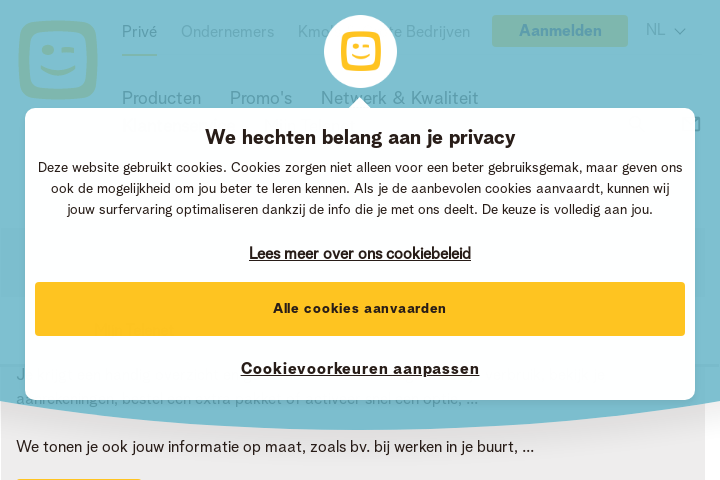 Privé Ondernemers Bedrijven Aanmelden NL
Producten Promo's Netwerk & Kwaliteit
We hechten belang aan je privacy
Deze website gebruikt cookies. Cookies zorgen niet alleen voor een beter gebruiksgemak, maar geven ons
ook de mogelijkheid om jou beter te leren kennen. Als je de aanbevolen cookies aanvaardt, kunnen wij
jouw surfervaring optimaliseren dankzij de info die je met ons deelt. De keuze is volledig aan jou.
Lees meer over ons cookiebeleid
Alle cookies aanvaarden
Cookievoorkeuren aanpassen
aanrekeningen, bestel een extra pakket of activeer snel een optie, ...
We tonen je ook jouw informatie op maat, zoals bv. bij werken in je buurt, ...